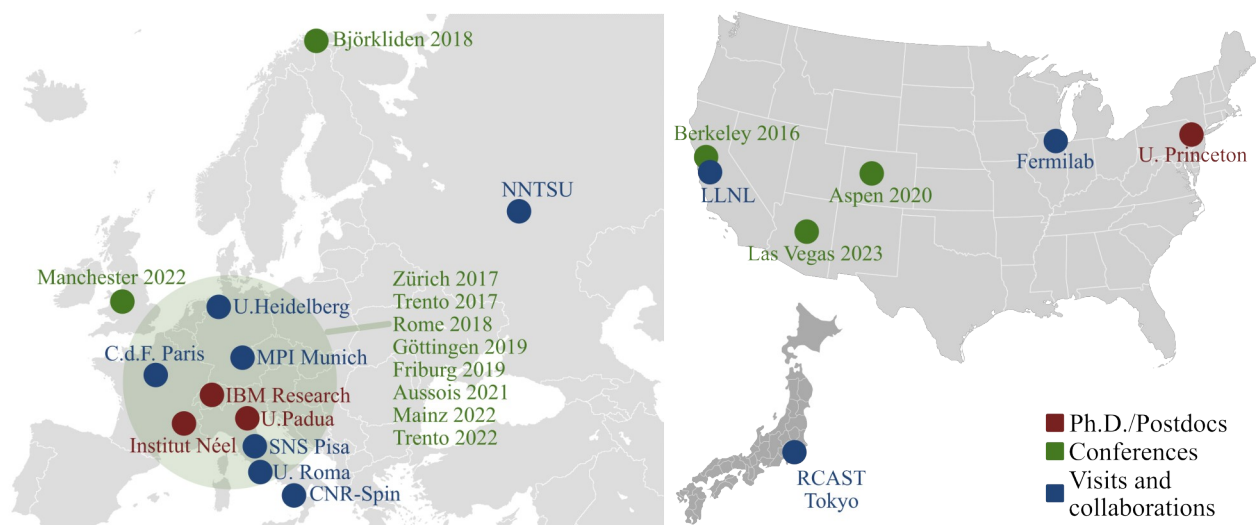 Björkliden 2018
NNTSU
Manchester 2022
U.Heidelberg
C.d.F. Paris
MPI Munich
IBM Research
U.Padua
Institut Néel
SNS Pisa
U. Roma
CNR-Spin
Zürich 2017
Trento 2017
Rome 2018
Göttingen 2019
Friburg 2019
Aussois 2021
Mainz 2022
Trento 2022
Berkeley 2016
LLNL
Aspen 2020
Las Vegas 2023
Fermilab
U. Princeton
RCAST
Tokyo
Ph.D./Postdocs
Conferences
Visits and
collaborations